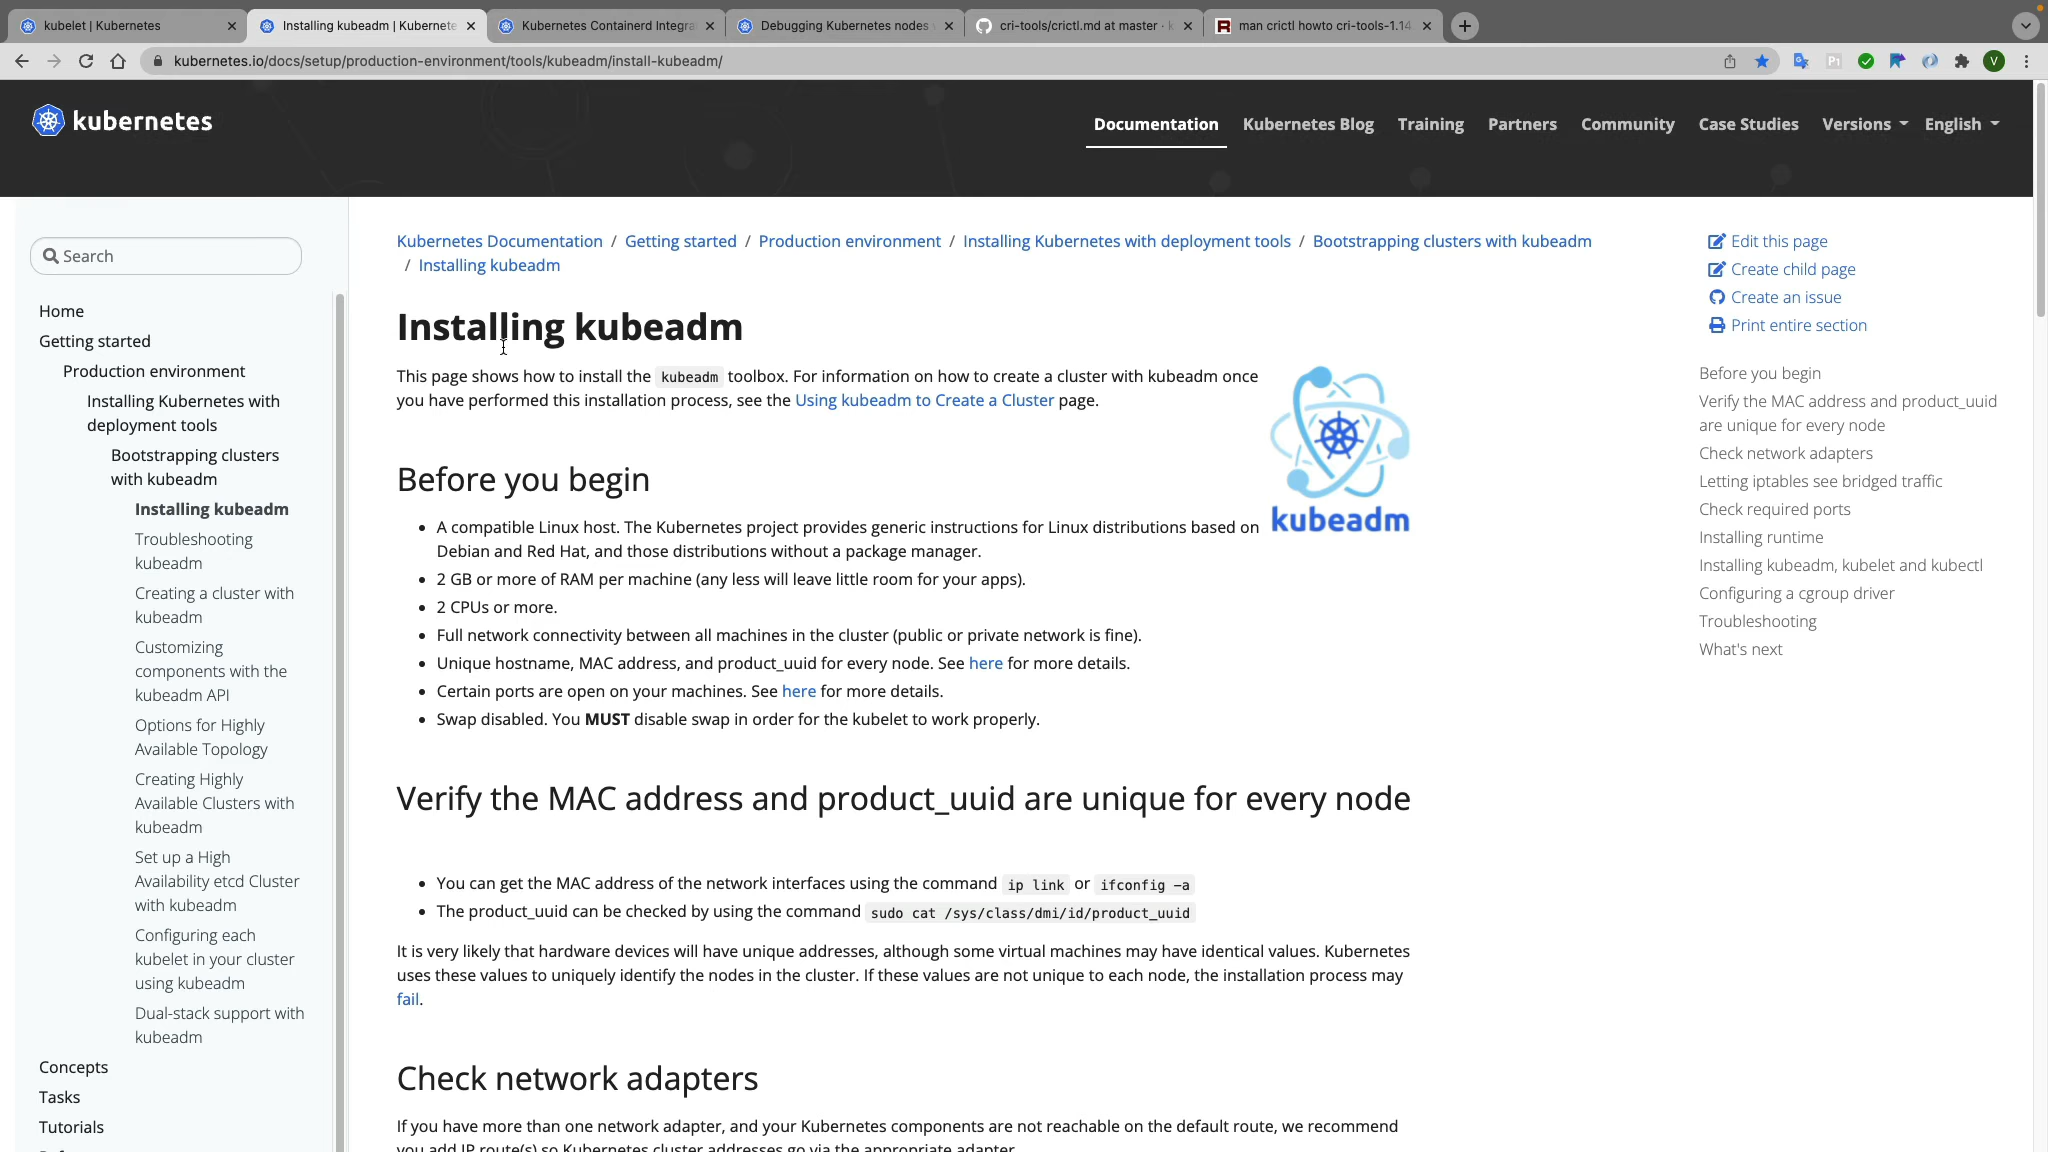 kubelet | Kubernetes
Installing kubeadm | Kubernete
Kubernetes Containerd Integra
Debugging Kubernetes nodes
cri-tools/crictl.md at master · k
man crictl howto cri-tools-1.14
kubernetes.io/docs/setup/production-environment/tools/kubeadm/install-kubeadm/
V
kubernetes
Documentation
Kubernetes Blog
Training
Partners
Community
Case Studies
Versions
English
Search
Home
Getting started
Production environment
Installing Kubernetes with
deployment tools
Bootstrapping clusters
with kubeadm
Installing kubeadm
Troubleshooting
kubeadm
Creating a cluster with
kubeadm
Customizing
components with the
kubeadm API
Options for Highly
Available Topology
Creating Highly
Available Clusters with
kubeadm
Set up a High
Availability etcd Cluster
with kubeadm
Configuring each
kubelet in your cluster
using kubeadm
Dual-stack support with
kubeadm
Concepts
Tasks
Tutorials
Kubernetes Documentation / Getting started / Production environment / Installing Kubernetes with deployment tools / Bootstrapping clusters with kubeadm
/ Installing kubeadm
Installing kubeadm
This page shows how to install the kubeadm toolbox. For information on how to create a cluster with kubeadm once
you have performed this installation process, see the Using kubeadm to Create a Cluster page.
kubeadm
Before you begin
• A compatible Linux host. The Kubernetes project provides generic instructions for Linux distributions based on
Debian and Red Hat, and those distributions without a package manager.
• 2 GB or more of RAM per machine (any less will leave little room for your apps).
• 2 CPUs or more.
• Full network connectivity between all machines in the cluster (public or private network is fine).
• Unique hostname, MAC address, and product_uuid for every node. See here for more details.
• Certain ports are open on your machines. See here for more details.
• Swap disabled. You MUST disable swap in order for the kubelet to work properly.
Verify the MAC address and product_uuid are unique for every node
• You can get the MAC address of the network interfaces using the command ip link or ifconfig -a
• The product_uuid can be checked by using the command sudo cat /sys/class/dmi/id/product_uuid
It is very likely that hardware devices will have unique addresses, although some virtual machines may have identical values. Kubernetes
uses these values to uniquely identify the nodes in the cluster. If these values are not unique to each node, the installation process may
fail.
Check network adapters
If you have more than one network adapter, and your Kubernetes components are not reachable on the default route, we recommend
you add IP route(s) so Kubernetes cluster addresses go via the appropriate adapter.
Edit this page
Create child page
Create an issue
Print entire section
Before you begin
Verify the MAC address and product_uuid
are unique for every node
Check network adapters
Letting iptables see bridged traffic
Check required ports
Installing runtime
Installing kubeadm, kubelet and kubectl
Configuring a cgroup driver
Troubleshooting
What's next